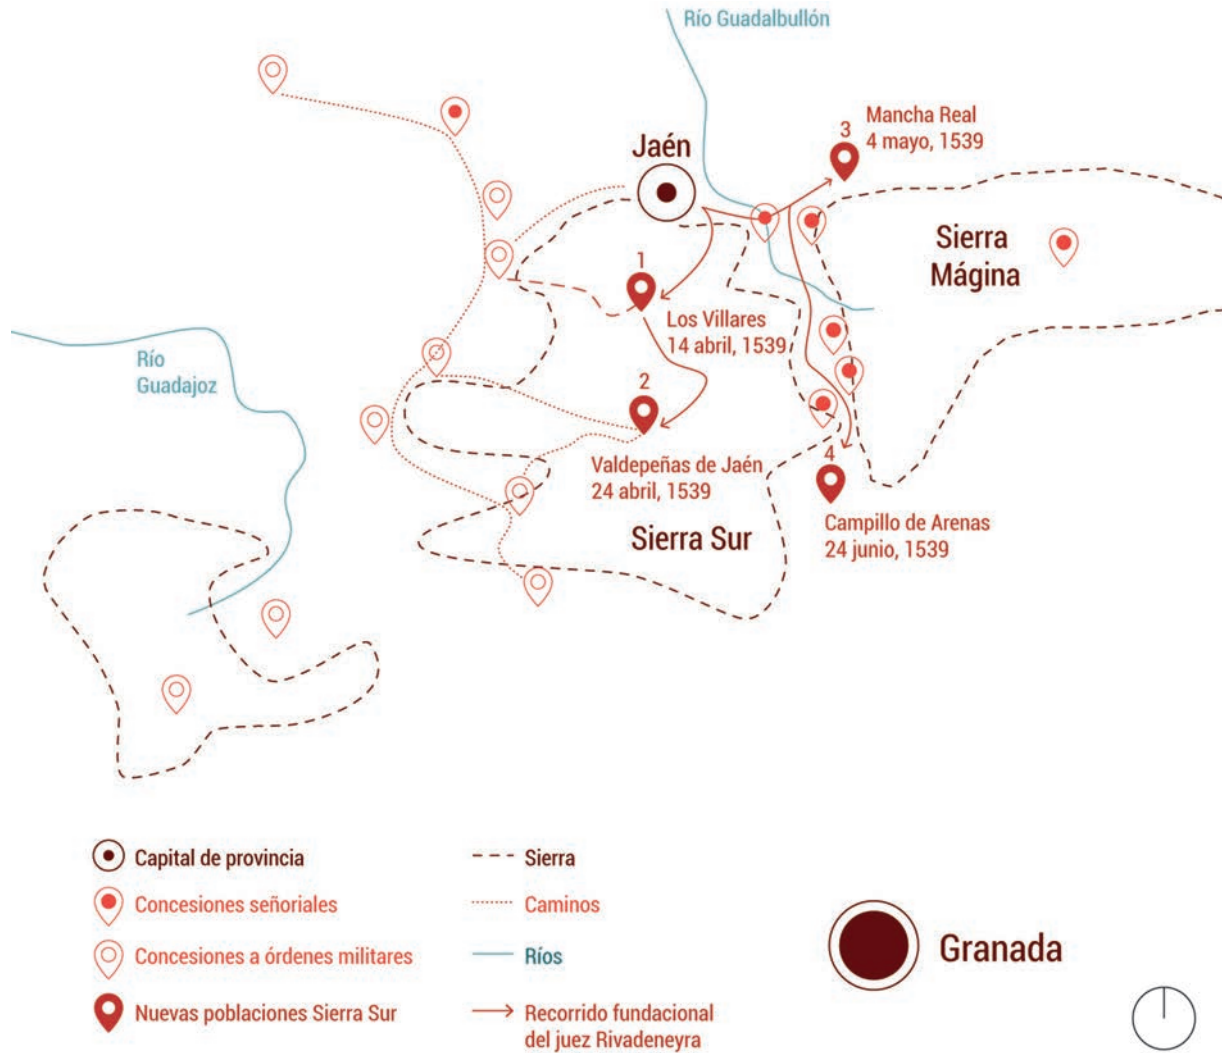 Río Guadalbullón
3
Mancha Real
4 mayo, 1539
Jaén
Sierra
Mágina
1
Los Villares
14 abril, 1539
Río
Guadajoz
2
Valdepeñas de Jaén
24 abril, 1539
4
Campillo de Arenas
24 junio, 1539
Sierra Sur
Capital de provincia
Concesiones señoriales
Concesiones a órdenes militares
Nuevas poblaciones Sierra Sur
Sierra
Caminos
Ríos
Recorrido fundacional
del juez Rivadeneyra
Granada